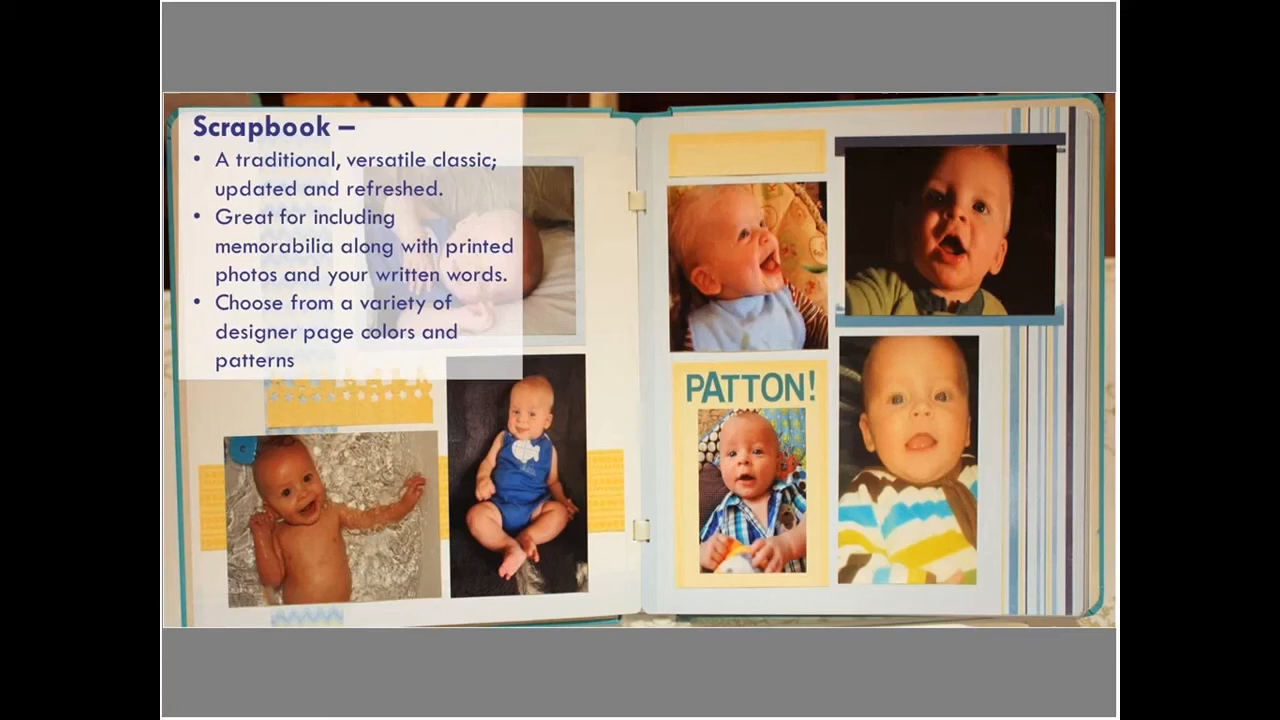 Scrapbook –
• A traditional, versatile classic;
updated and refreshed.
• Great for including
memorabilia along with printed
photos and your written words.
• Choose from a variety of
designer page colors and
patterns
PATTON!